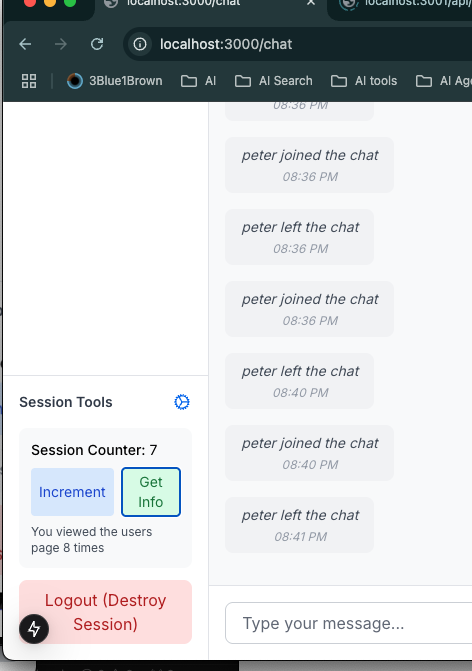 localhost:3000/chat
localhost:3001/api/
localhost:3000/chat
3Blue1Brown
AI
AI Search
AI tools
AI Ag
08:36 PM
peter joined the chat
08:36 PM
peter left the chat
08:36 PM
peter joined the chat
08:36 PM
peter left the chat
08:40 PM
peter joined the chat
08:40 PM
peter left the chat
08:41 PM
Session Tools
Session Counter: 7
Increment
Get
Info
You viewed the users
page 8 times
Logout (Destroy
Session)
Type your message...